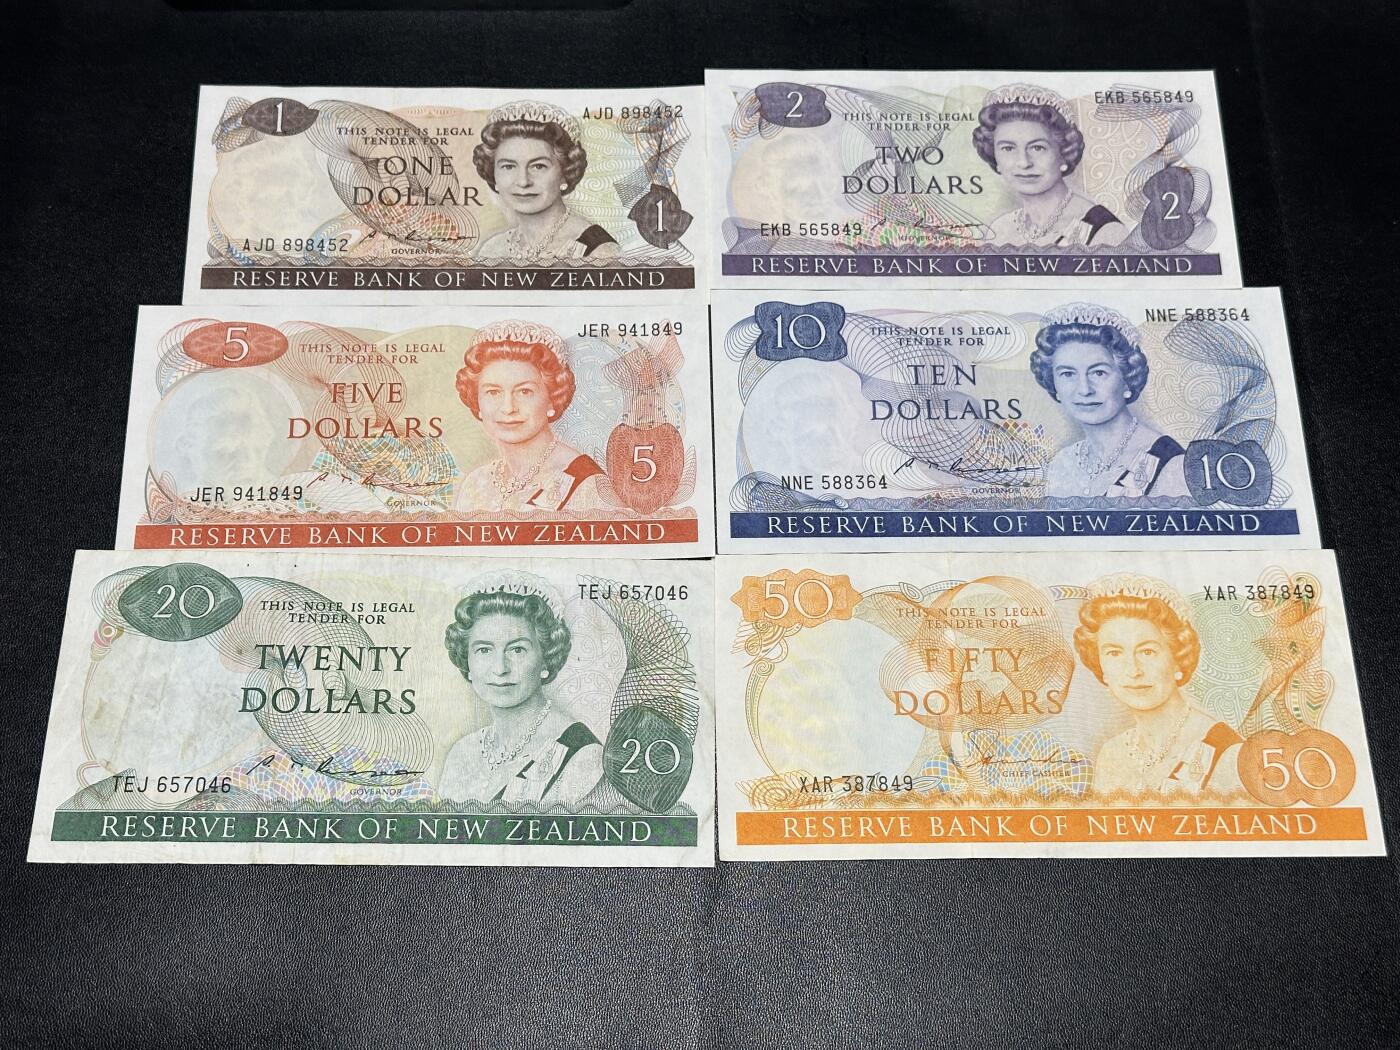 1
AJD 898452
THIS NOTE IS LEGAL
TENDER FOR
ONE
DOLLAR
1
AJD 898452
GOVERNOR
RESERVE BANK OF NEW ZEALAND
2
EKB 565849
THIS NOTE IS LEGAL
TENDER FOR
TWO
DOLLARS
2
EKB 565849
GOVERNOR
RESERVE BANK OF NEW ZEALAND
5
JER 941849
THIS NOTE IS LEGAL
TENDER FOR
FIVE
DOLLARS
5
JER 941849
GOVERNOR
RESERVE BANK OF NEW ZEALAND
10
NNE 588364
THIS NOTE IS LEGAL
TENDER FOR
TEN
DOLLARS
10
NNE 588364
GOVERNOR
RESERVE BANK OF NEW ZEALAND
20
TEJ 657046
THIS NOTE IS LEGAL
TENDER FOR
TWENTY
DOLLARS
20
TEJ 657046
GOVERNOR
RESERVE BANK OF NEW ZEALAND
50
XAR 387849
THIS NOTE IS LEGAL
TENDER FOR
FIFTY
DOLLARS
50
XAR 387849
CHIEF CASHIER
RESERVE BANK OF NEW ZEALAND